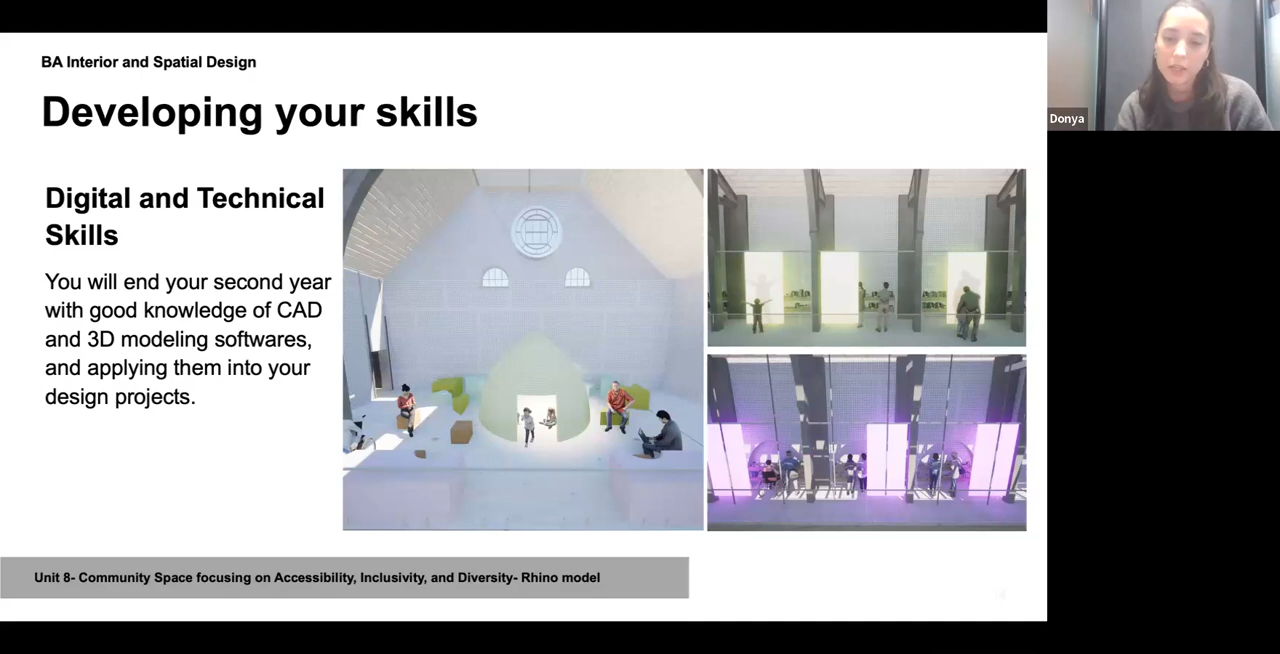 BA Interior and Spatial Design
Developing your skills
Digital and Technical
Skills
You will end your second year
with good knowledge of CAD
and 3D modeling softwares,
and applying them into your
design projects.
Unit 8- Community Space focusing on Accessibility, Inclusivity, and Diversity- Rhino model
Donya